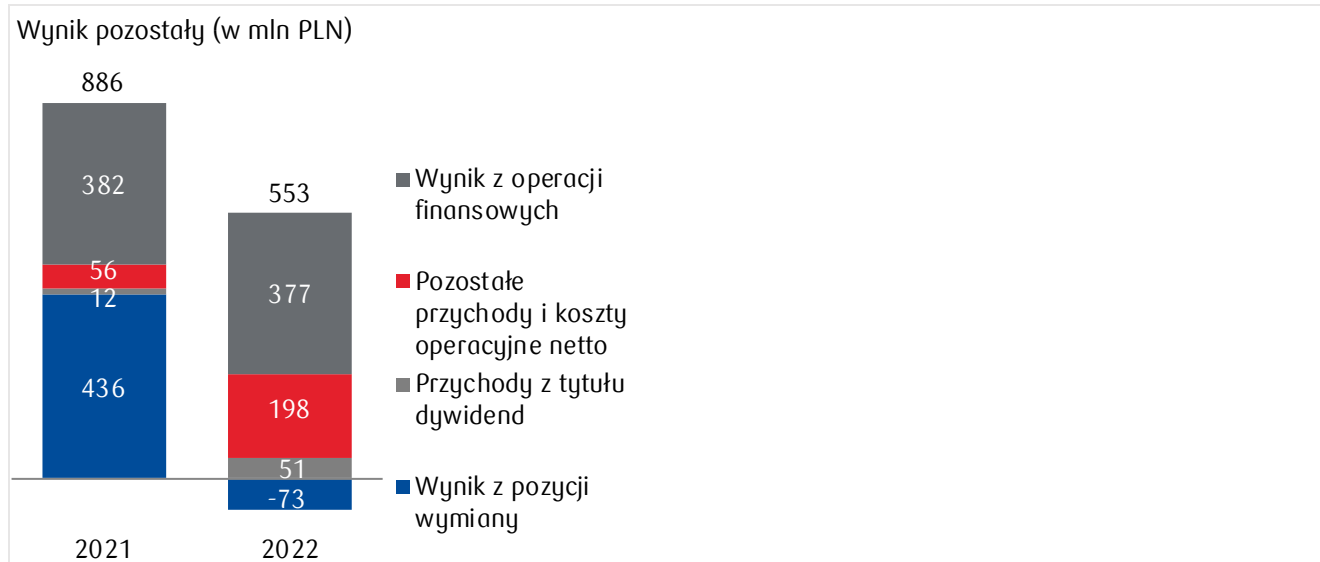 Wynik pozostały (w mln PLN)
886
382
56
12
436
2021
553
377
198
51
-73
2022
Wynik z operacji
finansowych
Pozostałe
przychody i koszty
operacyjne netto
Przychody z tytułu
dywidend
Wynik z pozycji
wymiany